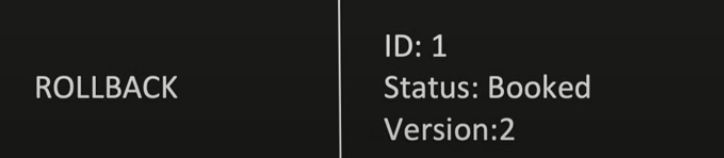 ROLLBACK
ID: 1
Status: Booked
Version:2